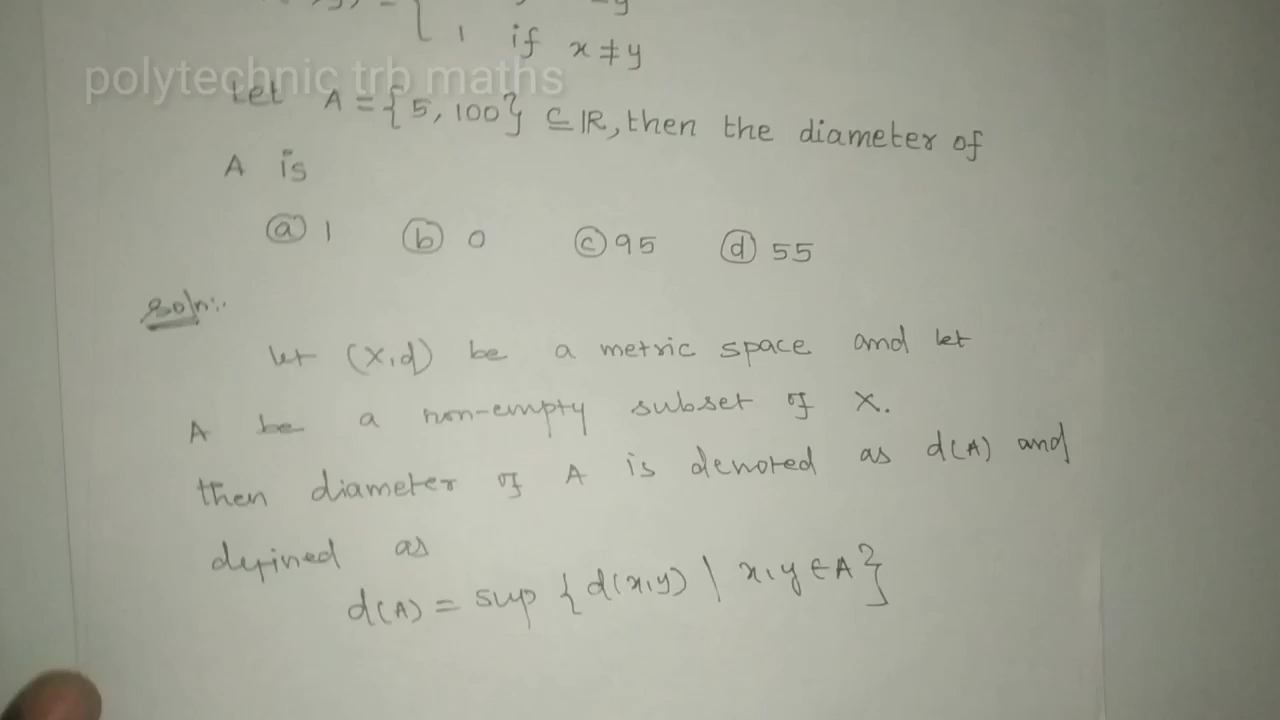 1 if x ≠ y
polytechnic trb maths
Let A = {5, 100} ⊆ IR, then the diameter of
A is
ⓐ 1 ⓑ 0 ⓒ 95 ⓓ 55
Soln:
Let (X,d) be a metric space and let
A be a non-empty subset of X.
then diameter of A is denoted as d(A) and
defined as
d(A) = sup { d(x,y) | x,y ∈ A }